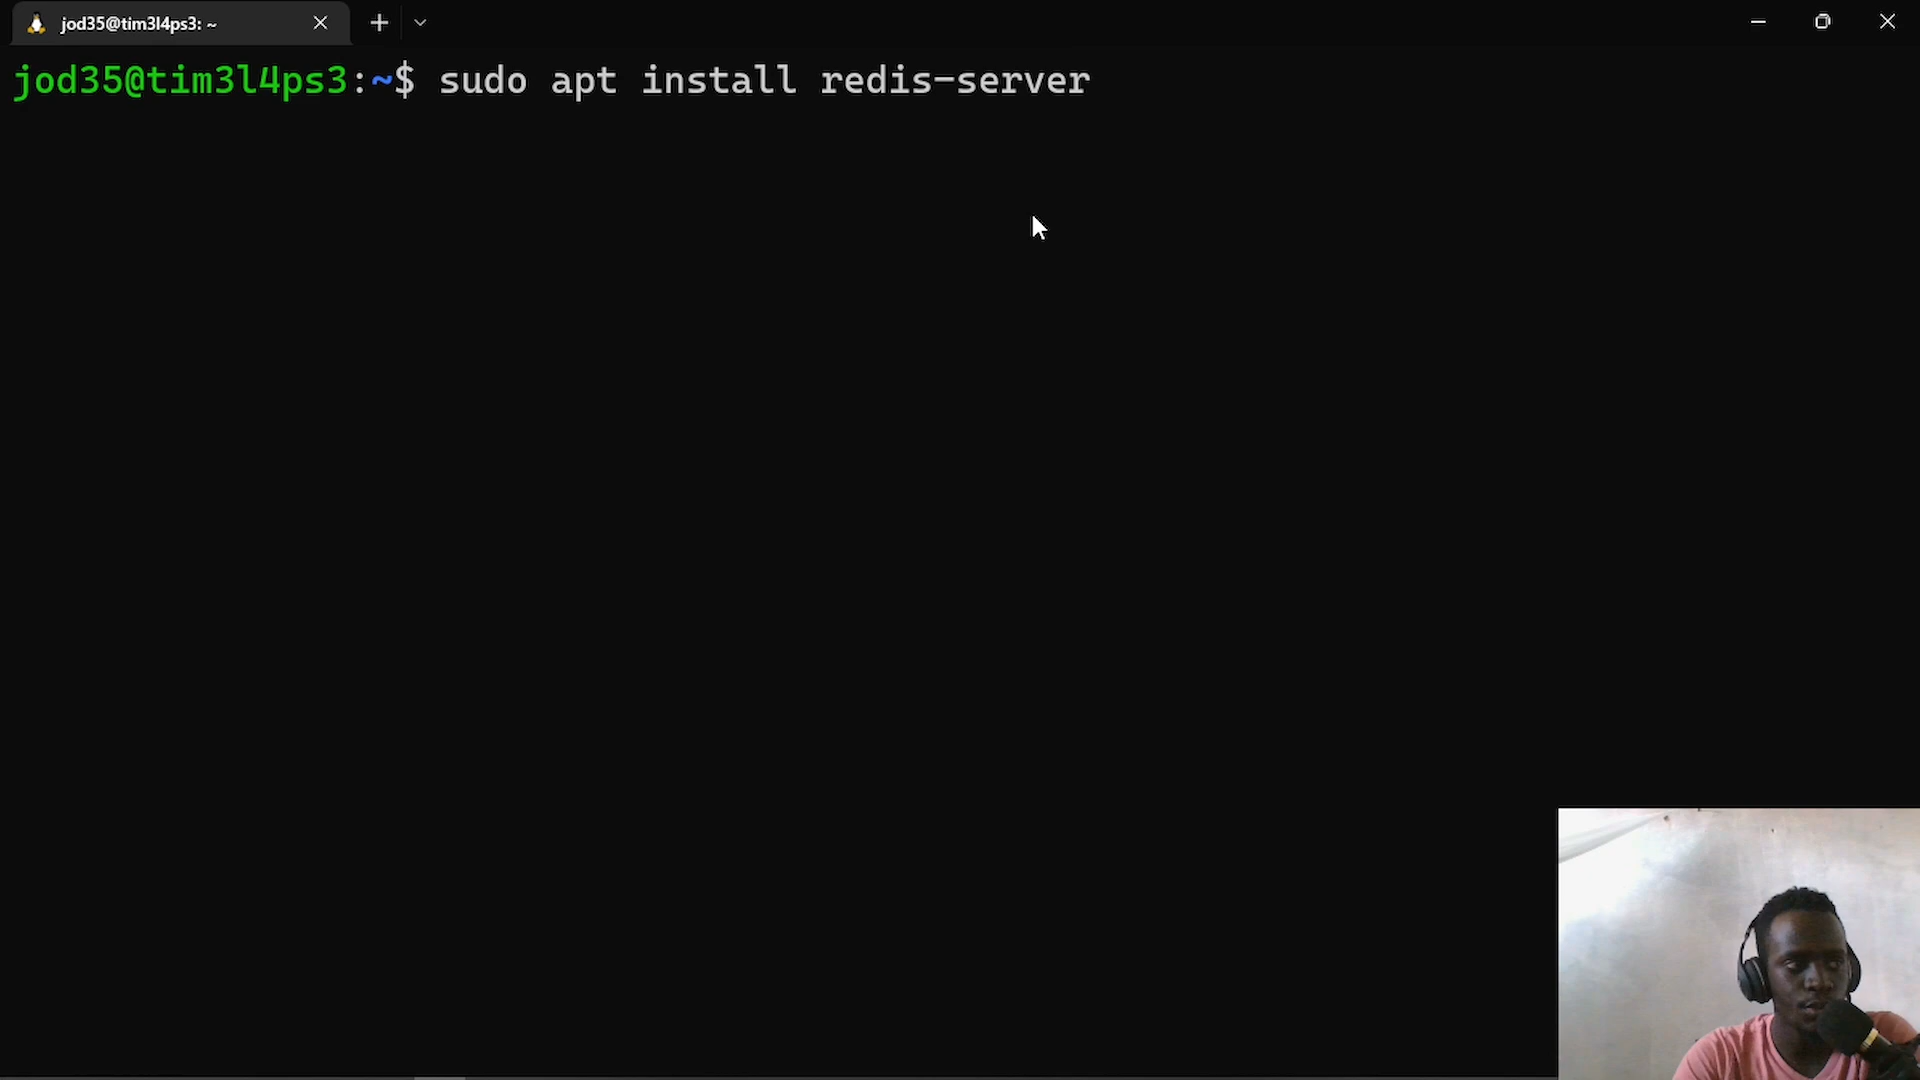 jod35@tim3l4ps3: ~
jod35@tim3l4ps3:~$ sudo apt install redis-server